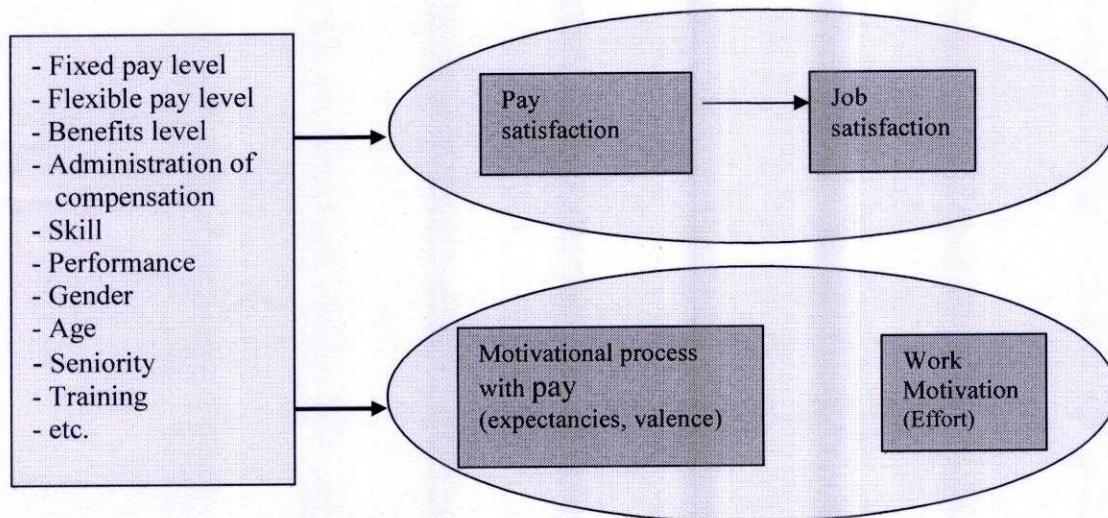 - Fixed pay level
- Flexible pay level
- Benefits level
- Administration of
compensation
- Skill
- Performance
- Gender
- Age
- Seniority
- Training
- etc.
Pay
satisfaction
Job
satisfaction
Motivational process
with pay
(expectancies, valence)
Work
Motivation
(Effort)